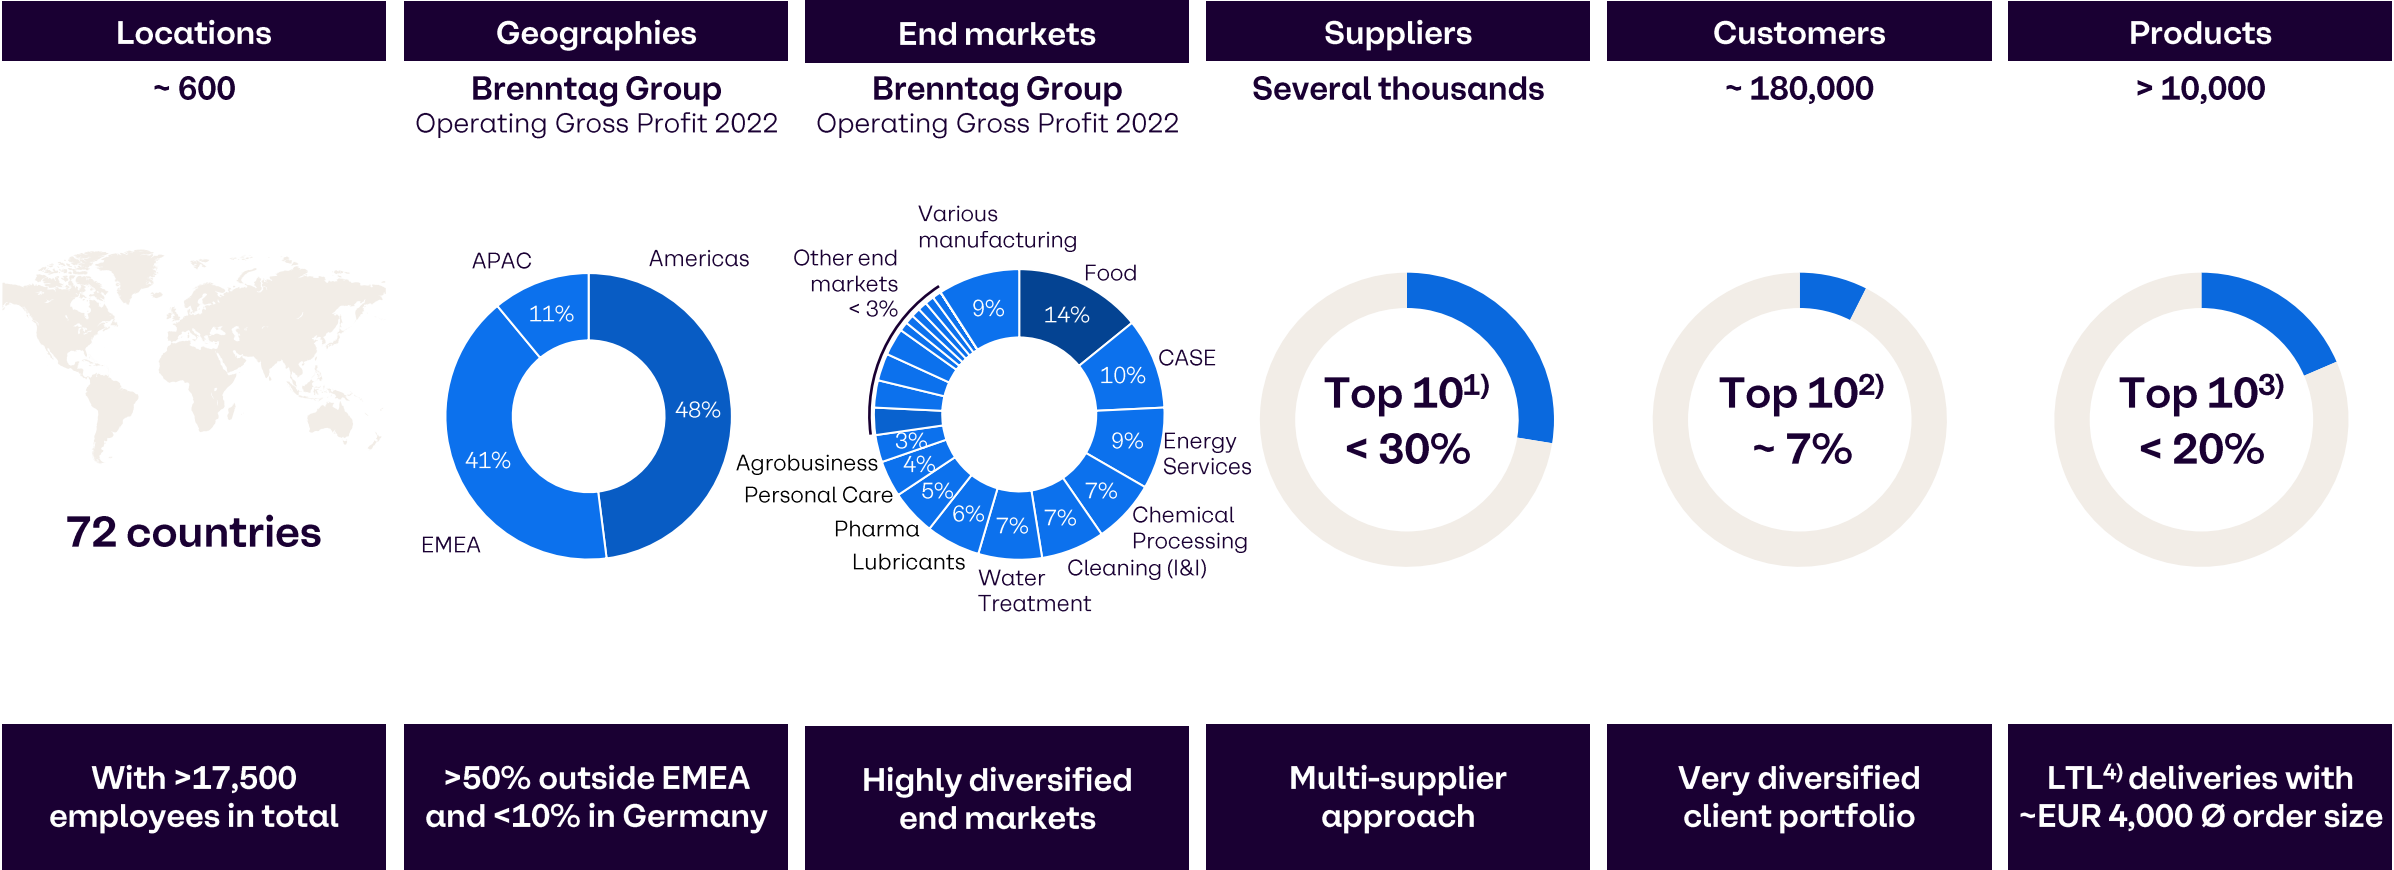 Locations
~ 600
72 countries
With >17,500
employees in total
Geographies
Brenntag Group
Operating Gross Profit 2022
APAC
Americas
11%
48%
41%
EMEA
>50% outside EMEA
and <10% in Germany
End markets
Brenntag Group
Operating Gross Profit 2022
Various
manufacturing
Other end
markets
< 3%
Food
9%
14%
CASE
10%
Energy
Services
9%
3%
Agrobusiness
4%
Personal Care
5%
7%
Pharma
6%
7%
7%
Chemical
Processing
Lubricants
Water
Treatment
Cleaning (I&I)
Highly diversified
end markets
Suppliers
Several thousands
Top 10¹⁾
< 30%
Multi-supplier
approach
Customers
~ 180,000
Top 10²⁾
~ 7%
Very diversified
client portfolio
Products
> 10,000
Top 10³⁾
< 20%
LTL⁴⁾ deliveries with
~EUR 4,000 Ø order size